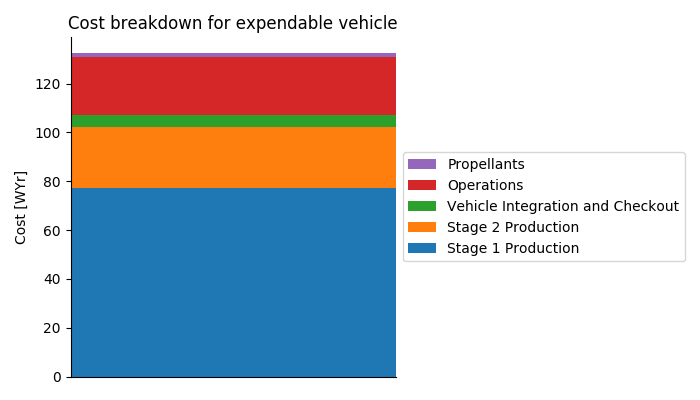 Cost breakdown for expendable vehicle
120
100
80
60
40
20
0
Cost [WYr]
Propellants
Operations
Vehicle Integration and Checkout
Stage 2 Production
Stage 1 Production